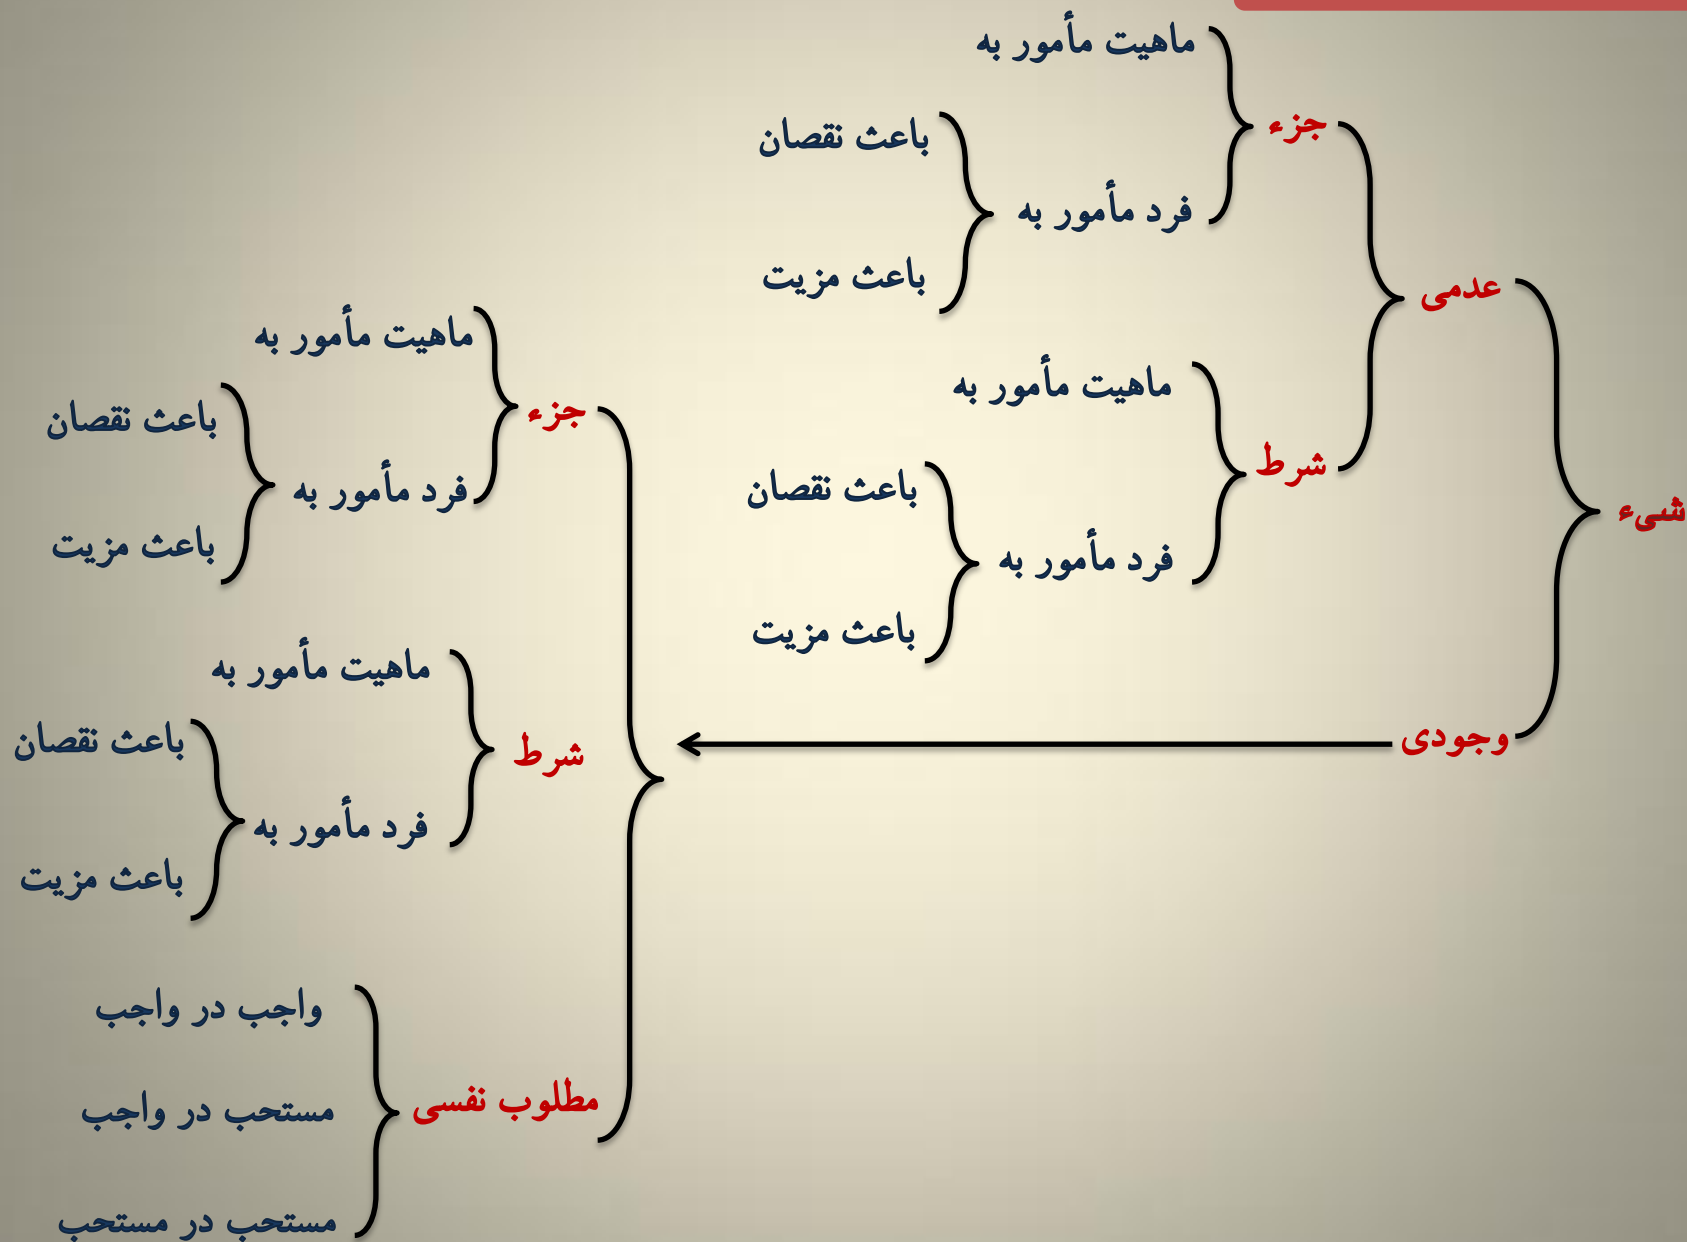 شیء
عدمی
جزء
ماهیت مأمور به
فرد مأمور به
باعث نقصان
باعث مزیت
شرط
ماهیت مأمور به
فرد مأمور به
باعث نقصان
باعث مزیت
وجودی
جزء
ماهیت مأمور به
فرد مأمور به
باعث نقصان
باعث مزیت
شرط
ماهیت مأمور به
فرد مأمور به
باعث نقصان
باعث مزیت
مطلوب نفسی
واجب در واجب
مستحب در واجب
مستحب در مستحب